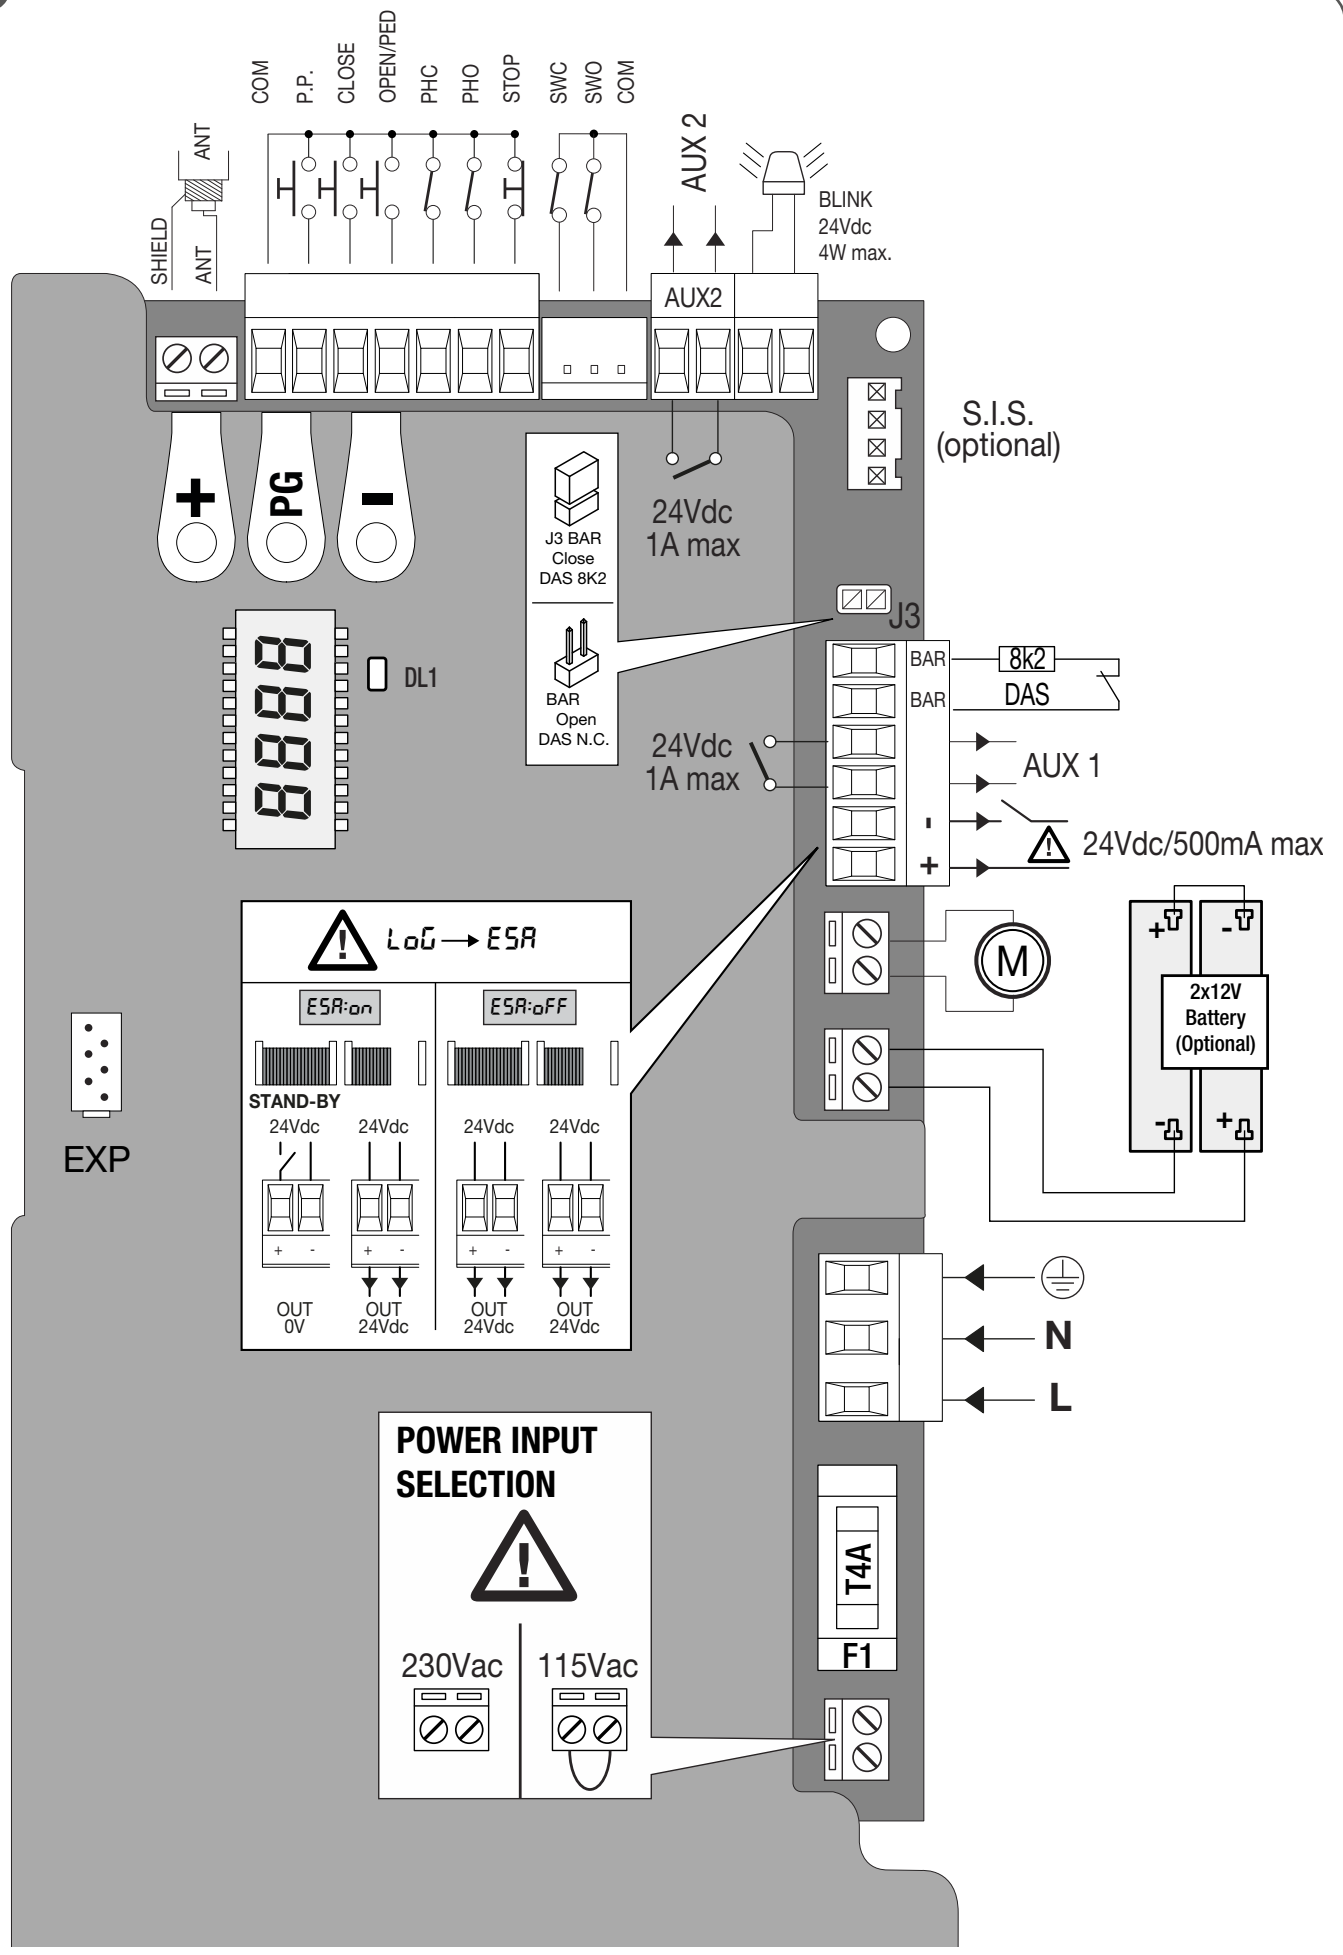 COM
P.P.
CLOSE
OPEN/PED
PHC
PHO
STOP
SWC
SWO
COM
ANT
SHIELD
ANT
AUX 2
BLINK
24Vdc
4W max.
AUX2
S.I.S.
(optional)
+
PG
-
J3 BAR
Close
DAS 8K2
BAR
Open
DAS N.C.
24Vdc
1A max
J3
8888
DL1
BAR
8k2
BAR
DAS
24Vdc
1A max
AUX 1
-
+
24Vdc/500mA max
! LoG → ESA
ESA:on
ESA:oFF
STAND-BY
24Vdc
24Vdc
24Vdc
24Vdc
+ -
+ -
+ -
+ -
OUT
0V
OUT
24Vdc
OUT
24Vdc
OUT
24Vdc
M
+
-
2x12V
Battery
(Optional)
-
+
EXP
N
L
POWER INPUT
SELECTION
!
230Vac
115Vac
T4A
F1